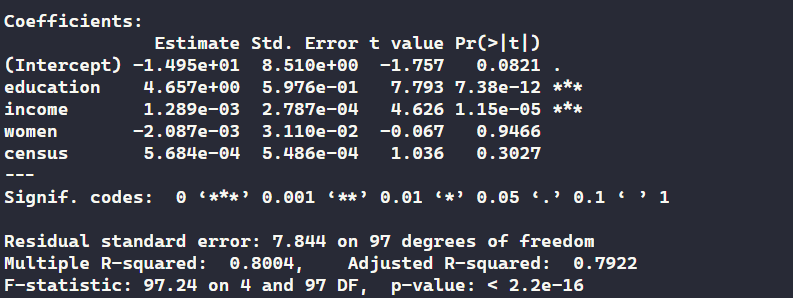 Coefficients:
              Estimate Std. Error t value Pr(>|t|)
(Intercept) -1.495e+01  8.510e+00  -1.757   0.0821 .
education    4.657e+00  5.976e-01   7.793 7.38e-12 ***
income       1.289e-03  2.787e-04   4.626 1.15e-05 ***
women       -2.087e-03  3.110e-02  -0.067   0.9466
census       5.684e-04  5.486e-04   1.036   0.3027
---
Signif. codes:  0 ‘***’ 0.001 ‘**’ 0.01 ‘*’ 0.05 ‘.’ 0.1 ‘ ’ 1
Residual standard error: 7.844 on 97 degrees of freedom
Multiple R-squared:  0.8004,    Adjusted R-squared:  0.7922
F-statistic: 97.24 on 4 and 97 DF,  p-value: < 2.2e-16